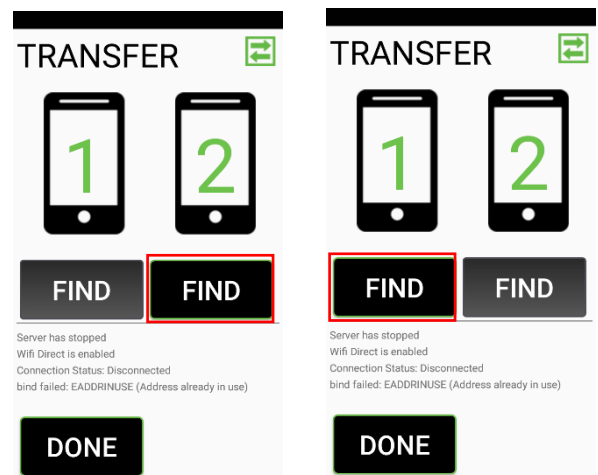 TRANSFER
1 2
FIND FIND
Server has stopped
Wifi Direct is enabled
Connection Status: Disconnected
bind failed: EADDRINUSE (Address already in use)
DONE
TRANSFER
1 2
FIND FIND
Server has stopped
Wifi Direct is enabled
Connection Status: Disconnected
bind failed: EADDRINUSE (Address already in use)
DONE